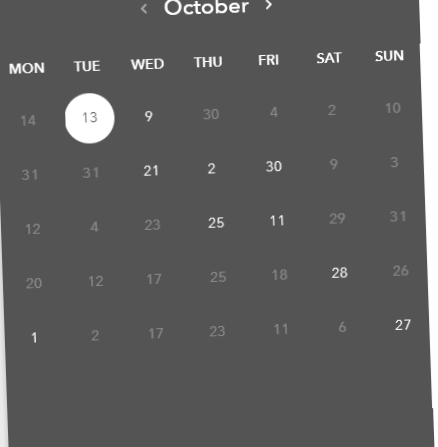 ‹ October ›
MON TUE WED THU FRI SAT SUN
14 13 9 30 4 2 10
31 31 21 2 30 9 3
12 4 23 25 11 29 31
20 12 17 25 18 28 26
1 2 17 23 11 6 27